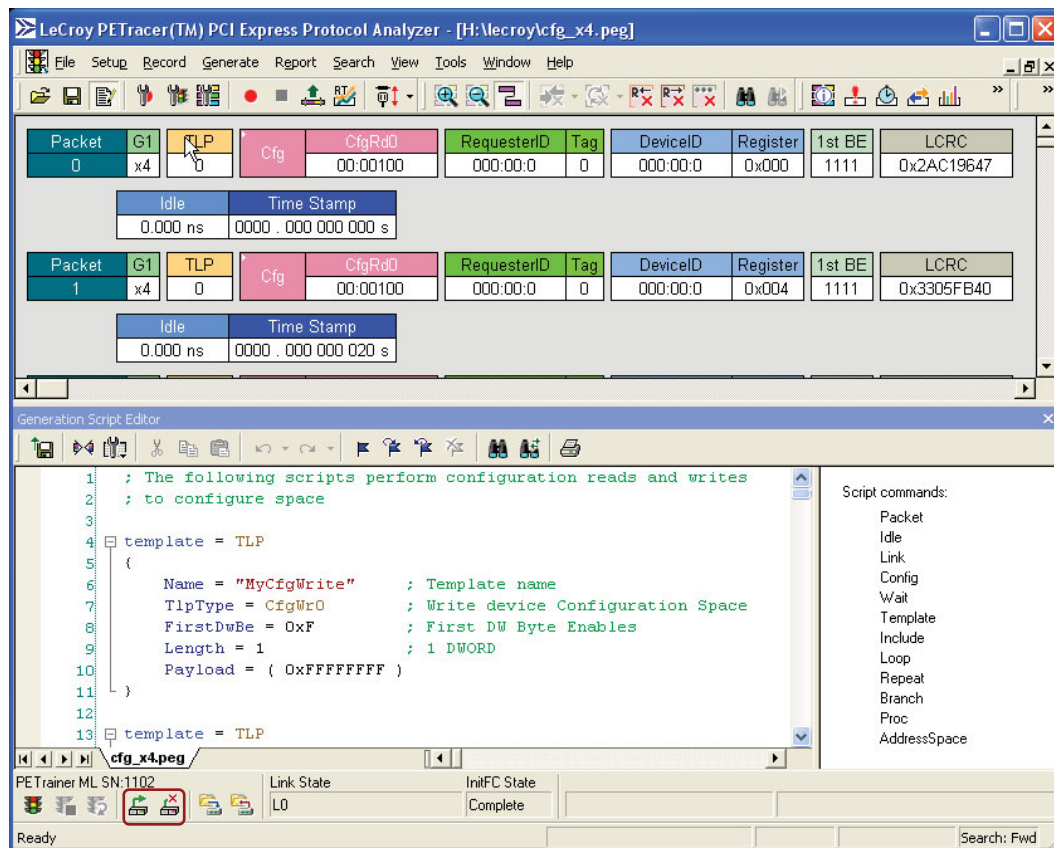 LeCroy PETracer(TM) PCI Express Protocol Analyzer - [H:\lecroy\cfg_x4.peg]
File Setup Record Generate Report Search View Tools Window Help
Packet G1 TLP Cfg CfgRd0 RequesterID Tag DeviceID Register 1st BE LCRC
0 x4 0 00:00100 000:00:0 0 000:00:0 0x000 1111 0x2AC19647
Idle Time Stamp
0.000 ns 0000 . 000 000 000 s
Packet G1 TLP Cfg CfgRd0 RequesterID Tag DeviceID Register 1st BE LCRC
1 x4 0 00:00100 000:00:0 0 000:00:0 0x004 1111 0x3305FB40
Idle Time Stamp
0.000 ns 0000 . 000 000 020 s
Generation Script Editor
1 ; The following scripts perform configuration reads and writes
2 ; to configure space
3
4 template = TLP
5 {
6 Name = "MyCfgWrite" ; Template name
7 TlpType = CfgWr0 ; Write device Configuration Space
8 FirstDwBe = 0xF ; First DW Byte Enables
9 Length = 1 ; 1 DWORD
10 Payload = ( 0xFFFFFFFF )
11 }
12
13 template = TLP
Script commands:
Packet
Idle
Link
Config
Wait
Template
Include
Loop
Repeat
Branch
Proc
AddressSpace
cfg_x4.peg
PETrainer ML SN:1102 Link State InitFC State
L0 Complete
Ready Search: Fwd